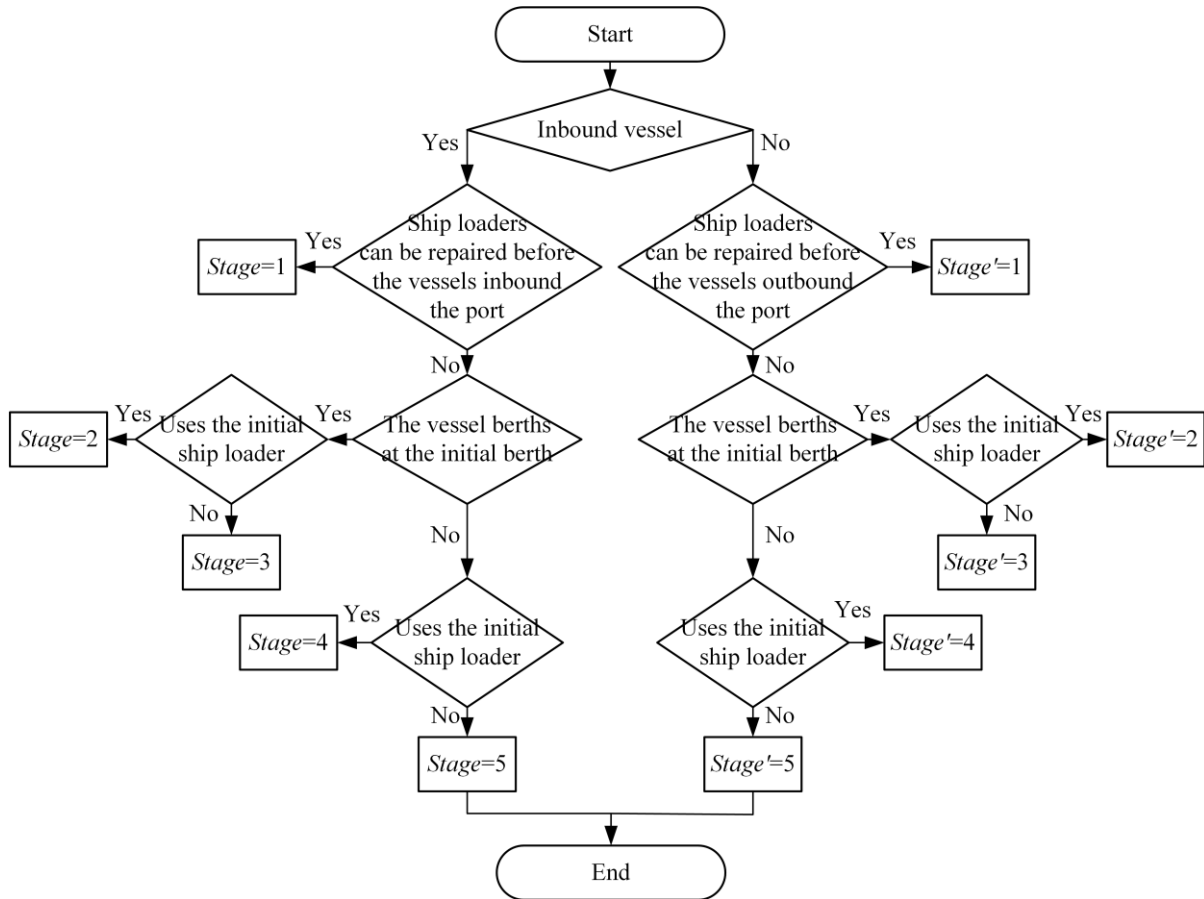 Start
Inbound vessel
Yes
No
Ship loaders
can be repaired before
the vessels inbound
the port
Ship loaders
can be repaired before
the vessels outbound
the port
Yes
Stage=1
Yes
Stage'=1
No
No
Uses the initial
ship loader
Yes
Stage=2
Yes
The vessel berths
at the initial berth
The vessel berths
at the initial berth
Yes
Uses the initial
ship loader
Yes
Stage'=2
No
Stage=3
No
No
No
Stage'=3
Yes
Stage=4
Uses the initial
ship loader
Uses the initial
ship loader
Yes
Stage'=4
No
No
Stage=5
Stage'=5
End